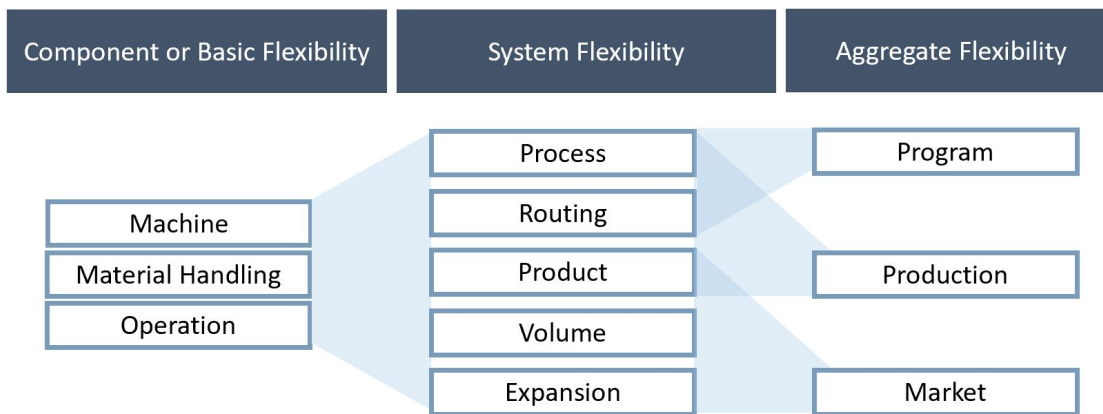 Component or Basic Flexibility
System Flexibility
Aggregate Flexibility
Machine
Material Handling
Operation
Process
Routing
Product
Volume
Expansion
Program
Production
Market